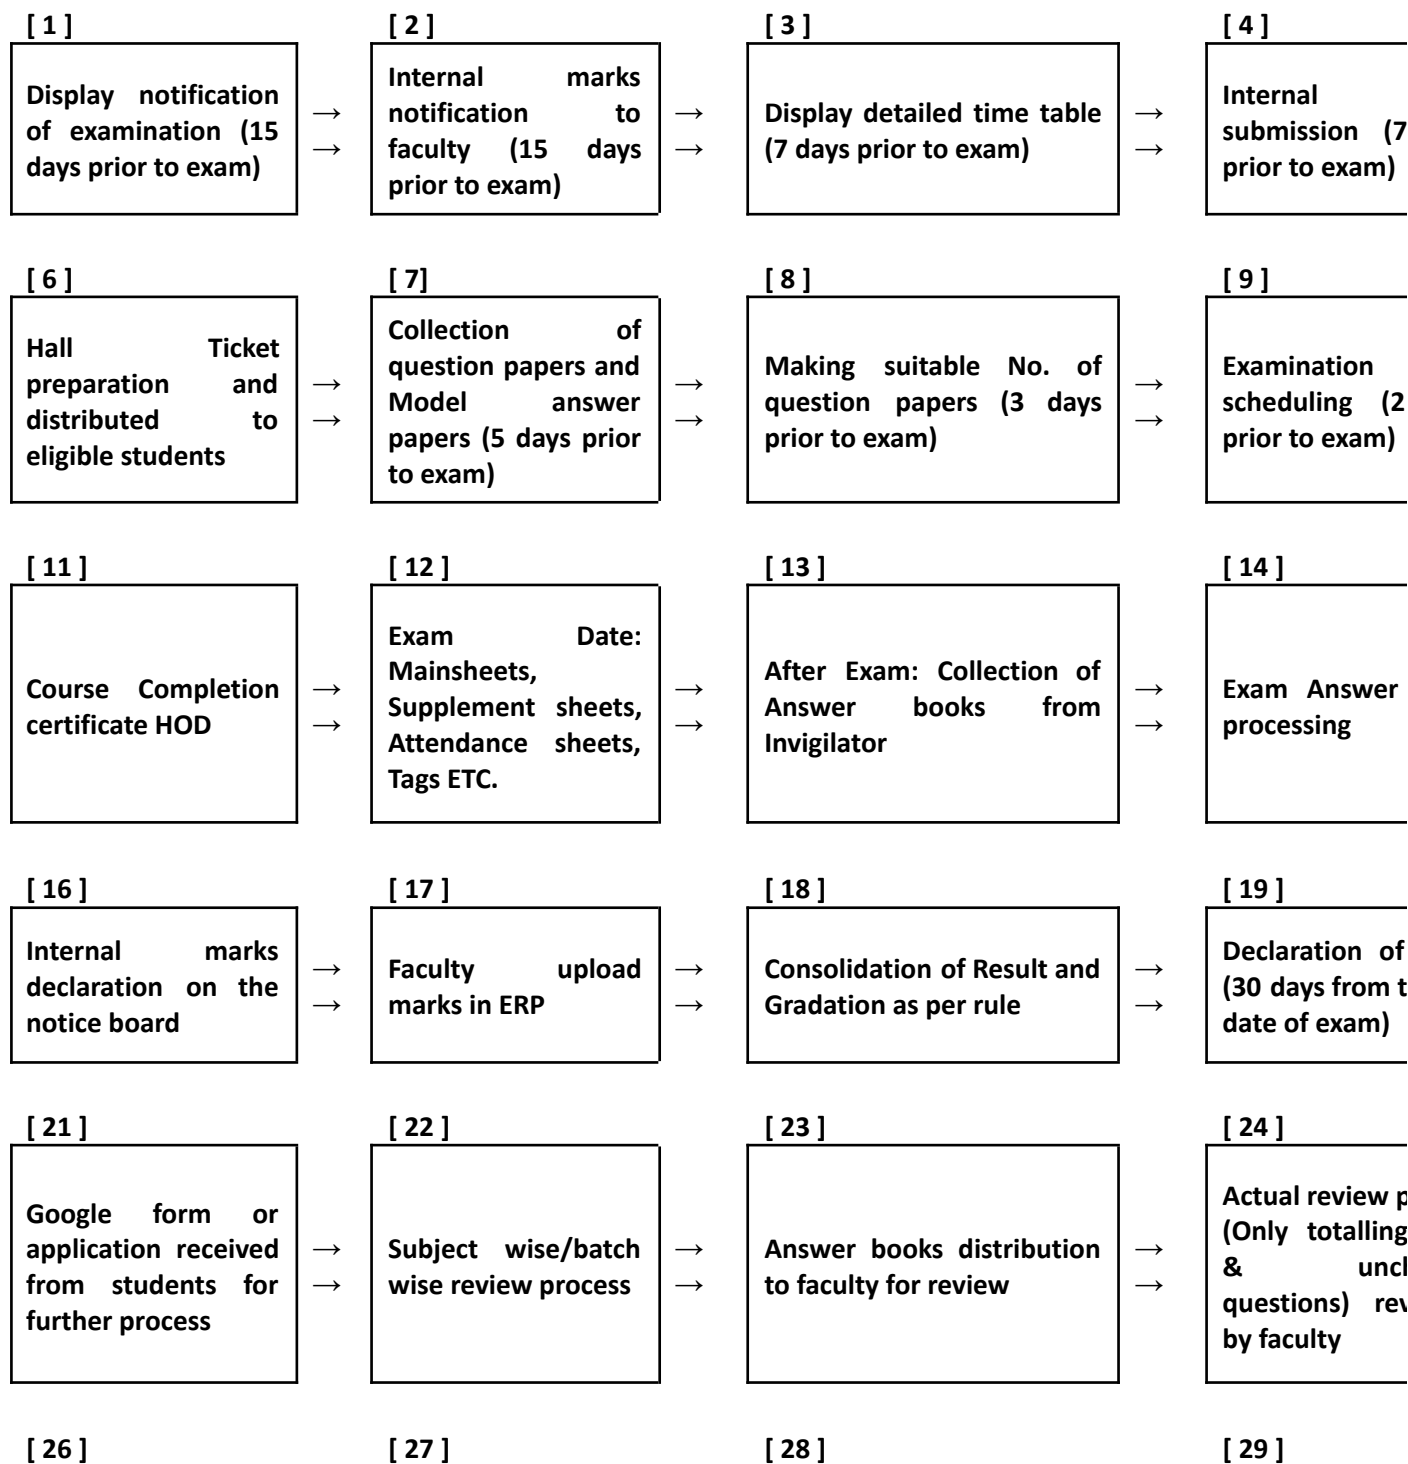 [ 1 ]
Display notification
of examination (15
days prior to exam)
→
→
[ 2 ]
Internal marks
notification to
faculty (15 days
prior to exam)
→
→
[ 3 ]
Display detailed time table
(7 days prior to exam)
→
→
[ 4 ]
Internal
submission (7
prior to exam)
[ 6 ]
Hall Ticket
preparation and
distributed to
eligible students
→
→
[ 7]
Collection of
question papers and
Model answer
papers (5 days prior
to exam)
→
→
[ 8 ]
Making suitable No. of
question papers (3 days
prior to exam)
→
→
[ 9 ]
Examination
scheduling (2
prior to exam)
[ 11 ]
Course Completion
certificate HOD
→
→
[ 12 ]
Exam Date:
Mainsheets,
Supplement sheets,
Attendance sheets,
Tags ETC.
→
→
[ 13 ]
After Exam: Collection of
Answer books from
Invigilator
→
→
[ 14 ]
Exam Answer
processing
[ 16 ]
Internal marks
declaration on the
notice board
→
→
[ 17 ]
Faculty upload
marks in ERP
→
→
[ 18 ]
Consolidation of Result and
Gradation as per rule
→
→
[ 19 ]
Declaration of
(30 days from
date of exam)
[ 21 ]
Google form or
application received
from students for
further process
→
→
[ 22 ]
Subject wise/batch
wise review process
→
→
[ 23 ]
Answer books distribution
to faculty for review
→
→
[ 24 ]
Actual review
(Only totalling
&
questions)
by faculty
[ 26 ]
[ 27 ]
[ 28 ]
[ 29 ]